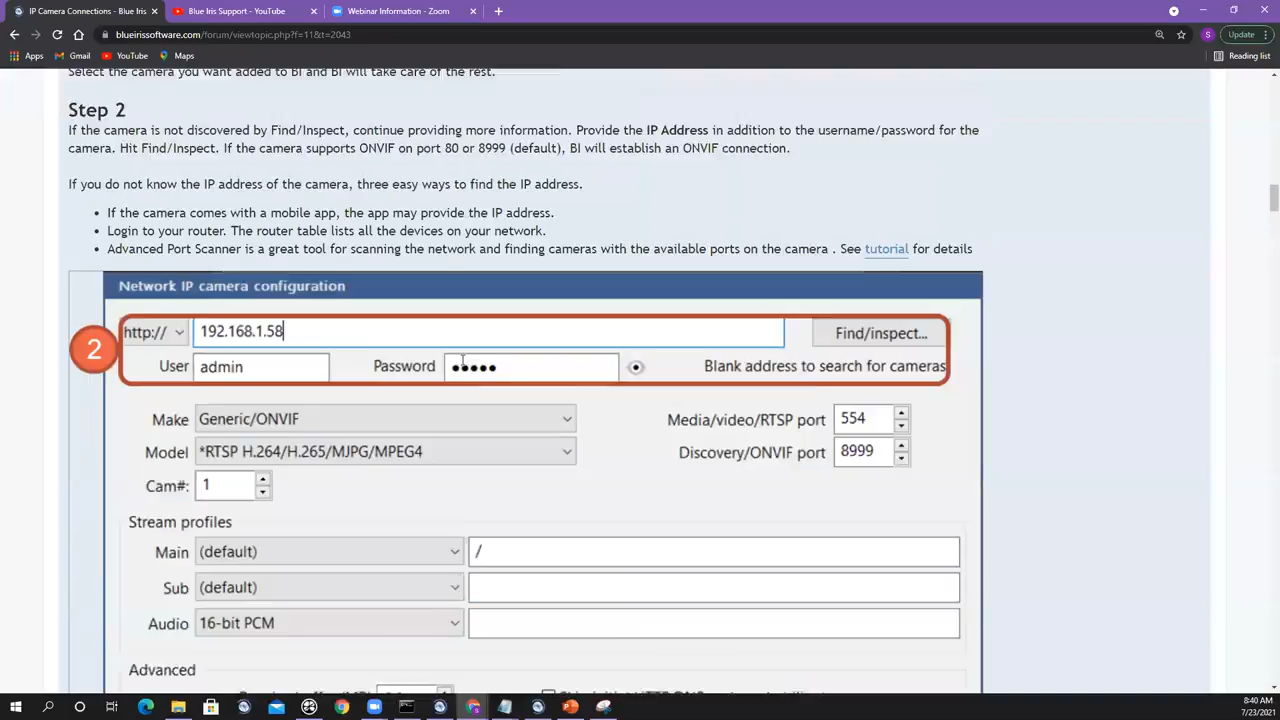 IP Camera Connections - Blue Iris
Blue Iris Support - YouTube
Webinar Information - Zoom
blueirissoftware.com/forum/viewtopic.php?f=11&t=2043
S
Update
Apps
Gmail
YouTube
Maps
Reading list
Select the camera you want added to BI and BI will take care of the rest.
Step 2
If the camera is not discovered by Find/Inspect, continue providing more information. Provide the IP Address in addition to the username/password for the
camera. Hit Find/Inspect. If the camera supports ONVIF on port 80 or 8999 (default), BI will establish an ONVIF connection.
If you do not know the IP address of the camera, three easy ways to find the IP address.
• If the camera comes with a mobile app, the app may provide the IP address.
• Login to your router. The router table lists all the devices on your network.
• Advanced Port Scanner is a great tool for scanning the network and finding cameras with the available ports on the camera . See tutorial for details
Network IP camera configuration
2
http:// 192.168.1.58 Find/inspect...
User admin Password ••••• Blank address to search for cameras
Make Generic/ONVIF Media/video/RTSP port 554
Model *RTSP H.264/H.265/MJPG/MPEG4 Discovery/ONVIF port 8999
Cam#: 1
Stream profiles
Main (default) /
Sub (default)
Audio 16-bit PCM
Advanced
8:40 AM
7/23/2021